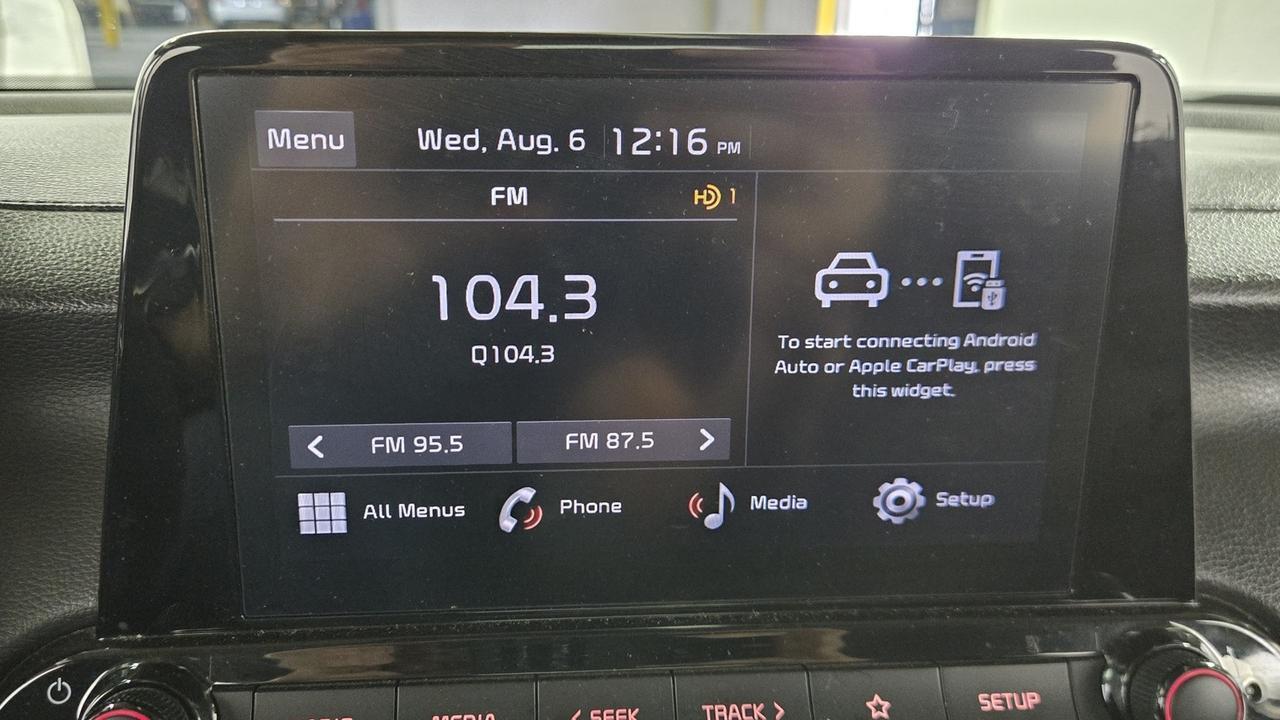 Menu
Wed, Aug. 6 12:16 PM
FM HD 1
104.3
Q104.3
To start connecting Android
Auto or Apple CarPlay, press
this widget.
< FM 95.5 FM 87.5 >
All Menus Phone Media Setup
MEDIA < SEEK TRACK > SETUP